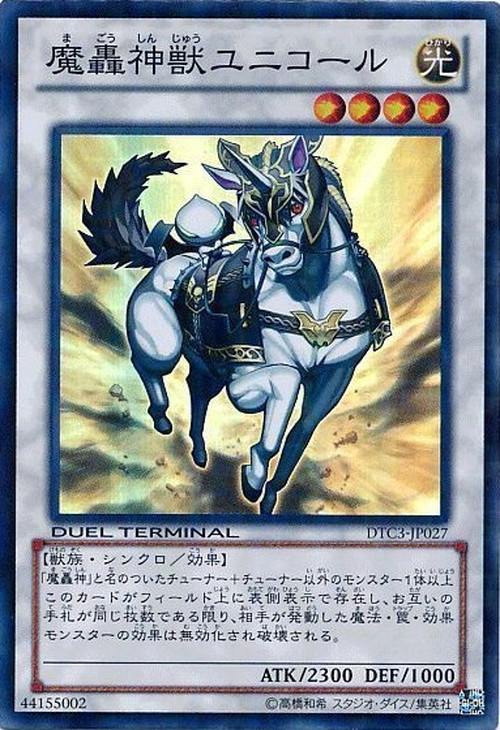 魔轟神獣ユニコール
光
DUEL TERMINAL
DTC3-JP027
【獣族・シンクロ／効果】
「魔轟神」と名のついたチューナー＋チューナー以外のモンスター1体以上
このカードがフィールド上に表側表示で存在し、お互いの
手札が同じ枚数である限り、相手が発動した魔法・罠・効果
モンスターの効果は無効化され破壊される。
ATK/2300 DEF/1000
44155002
©高橋和希 スタジオ・ダイス/集英社